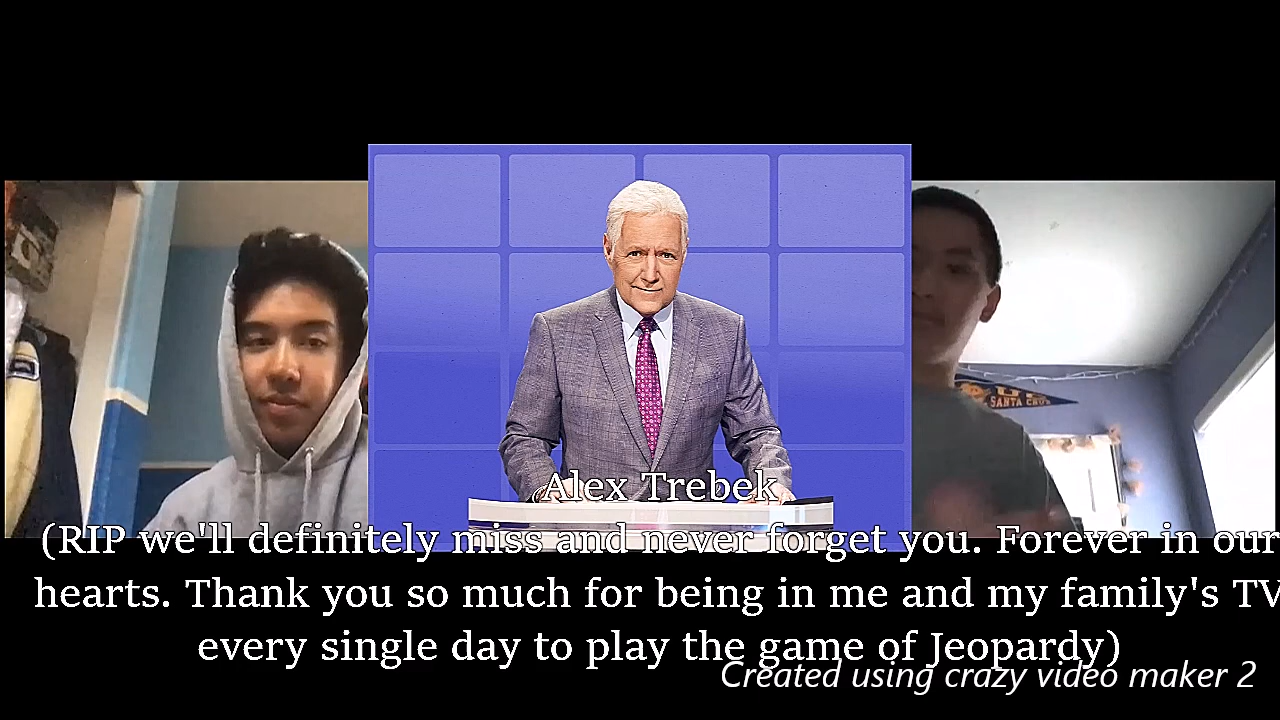 SANTA CRUZ
Alex Trebek
(RIP we'll definitely miss and never forget you. Forever in our
hearts. Thank you so much for being in me and my family's TV
every single day to play the game of Jeopardy)
Created using crazy video maker 2